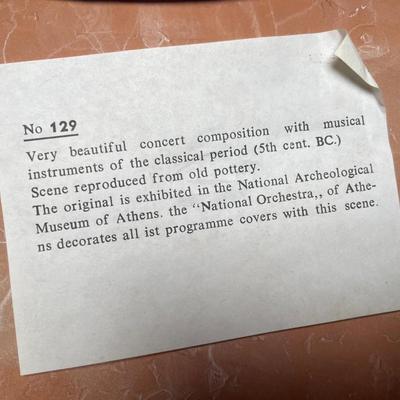 No 129
Very beautiful concert composition with musical
instruments of the classical period (5th cent. BC.)
Scene reproduced from old pottery.
The original is exhibited in the National Archeological
Museum of Athens. the “National Orchestra,, of Athe-
ns decorates all ist programme covers with this scene.